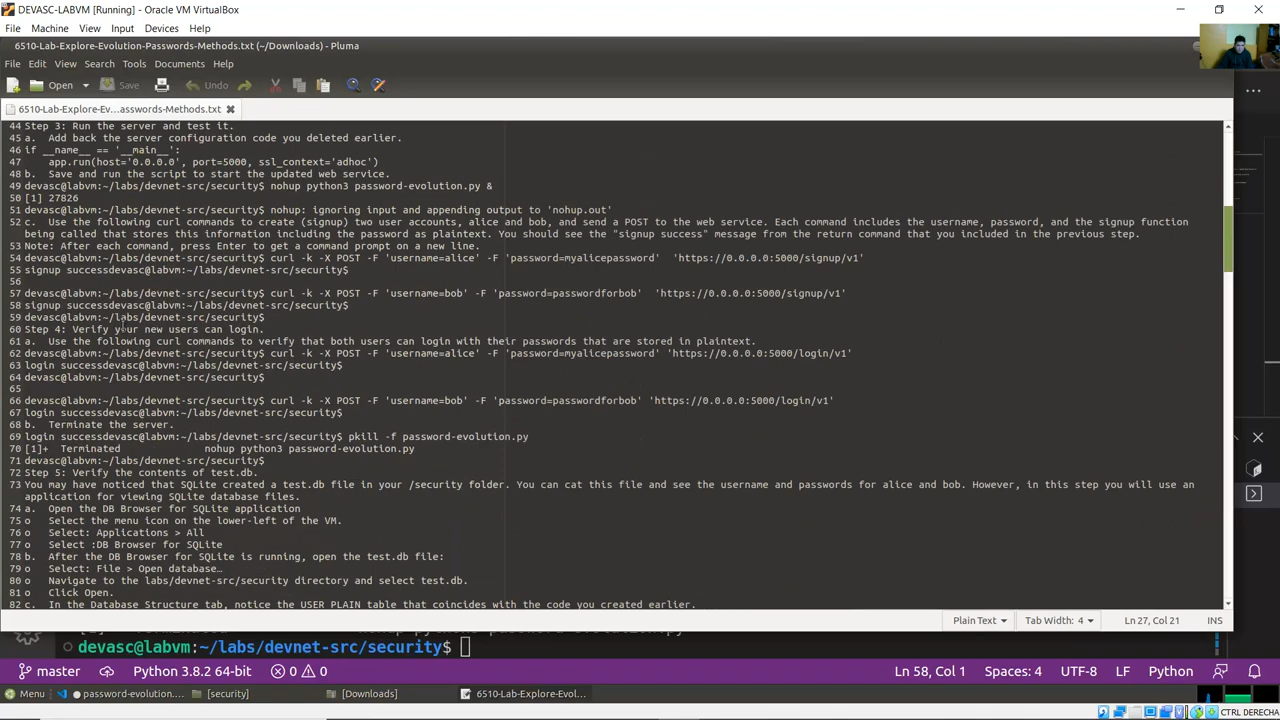 DEVASC-LABVM [Running] - Oracle VM VirtualBox
File Machine View Input Devices Help
6510-Lab-Explore-Evolution-Passwords-Methods.txt (~/Downloads) - Pluma
File Edit View Search Tools Documents Help
Open Save Undo
6510-Lab-Explore-Ev...asswords-Methods.txt
44 Step 3: Run the server and test it.
45 a.  Add back the server configuration code you deleted earlier.
46 if __name__ == '__main__':
47     app.run(host='0.0.0.0', port=5000, ssl_context='adhoc')
48 b.  Save and run the script to start the updated web service.
49 devasc@labvm:~/labs/devnet-src/security$ nohup python3 password-evolution.py &
50 [1] 27826
51 devasc@labvm:~/labs/devnet-src/security$ nohup: ignoring input and appending output to 'nohup.out'
52 c.  Use the following curl commands to create (signup) two user accounts, alice and bob, and send a POST to the web service. Each command includes the username, password, and the signup function
being called that stores this information including the password as plaintext. You should see the "signup success" message from the return command that you included in the previous step.
53 Note: After each command, press Enter to get a command prompt on a new line.
54 devasc@labvm:~/labs/devnet-src/security$ curl -k -X POST -F 'username=alice' -F 'password=myalicepassword'  'https://0.0.0.0:5000/signup/v1'
55 signup successdevasc@labvm:~/labs/devnet-src/security$
56
57 devasc@labvm:~/labs/devnet-src/security$ curl -k -X POST -F 'username=bob' -F 'password=passwordforbob'  'https://0.0.0.0:5000/signup/v1'
58 signup successdevasc@labvm:~/labs/devnet-src/security$
59 devasc@labvm:~/labs/devnet-src/security$
60 Step 4: Verify your new users can login.
61 a.  Use the following curl commands to verify that both users can login with their passwords that are stored in plaintext.
62 devasc@labvm:~/labs/devnet-src/security$ curl -k -X POST -F 'username=alice' -F 'password=myalicepassword' 'https://0.0.0.0:5000/login/v1'
63 login successdevasc@labvm:~/labs/devnet-src/security$
64 devasc@labvm:~/labs/devnet-src/security$
65
66 devasc@labvm:~/labs/devnet-src/security$ curl -k -X POST -F 'username=bob' -F 'password=passwordforbob' 'https://0.0.0.0:5000/login/v1'
67 login successdevasc@labvm:~/labs/devnet-src/security$
68 b.  Terminate the server.
69 login successdevasc@labvm:~/labs/devnet-src/security$ pkill -f password-evolution.py
70 [1]+  Terminated              nohup python3 password-evolution.py
71 devasc@labvm:~/labs/devnet-src/security$
72 Step 5: Verify the contents of test.db.
73 You may have noticed that SQLite created a test.db file in your /security folder. You can cat this file and see the username and passwords for alice and bob. However, in this step you will use an
application for viewing SQLite database files.
74 a.  Open the DB Browser for SQLite application
75 o   Select the menu icon on the lower-left of the VM.
76 o   Select: Applications > All
77 o   Select :DB Browser for SQLite
78 b.  After the DB Browser for SQLite is running, open the test.db file:
79 o   Select: File > Open database…
80 o   Navigate to the labs/devnet-src/security directory and select test.db.
81 o   Click Open.
82 c.  In the Database Structure tab, notice the USER PLAIN table that coincides with the code you created earlier.
Plain Text Tab Width: 4 Ln 27, Col 21 INS
devasc@labvm:~/labs/devnet-src/security$
master Python 3.8.2 64-bit 0 0 Ln 58, Col 1 Spaces: 4 UTF-8 LF Python
Menu password-evolution.... [security] [Downloads] 6510-Lab-Explore-Evol...
CTRL DERECHA